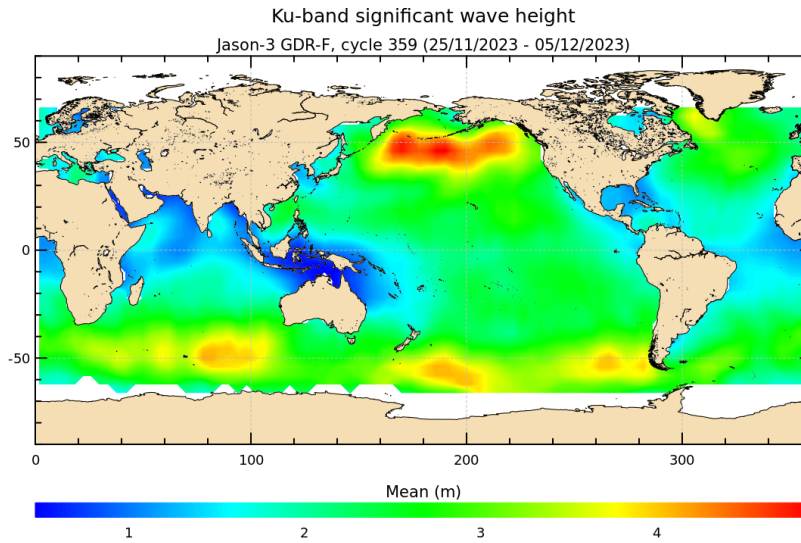 Ku-band significant wave height
Jason-3 GDR-F, cycle 359 (25/11/2023 - 05/12/2023)
50
0
-50
0 100 200 300
Mean (m)
1 2 3 4